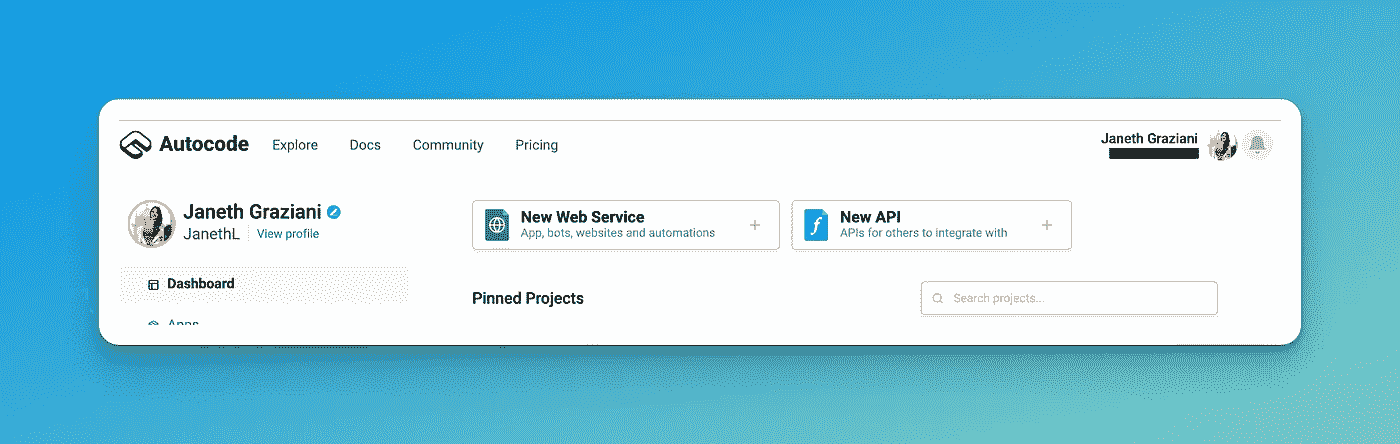 Autocode Explore Docs Community Pricing Janeth Graziani
Janeth Graziani
JanethL View profile
New Web Service
App, bots, websites and automations
New API
APIs for others to integrate with
Dashboard
Pinned Projects
Search projects...
Apps